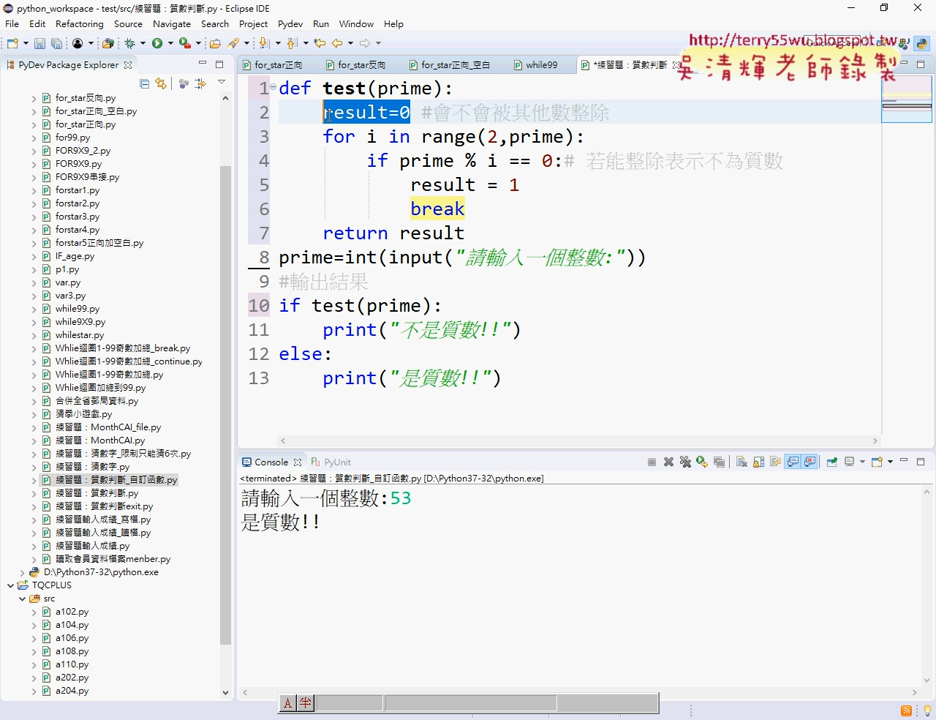 python_workspace - test/src/練習題：質數判斷.py - Eclipse IDE
File Edit Refactoring Source Navigate Search Project Pydev Run Window Help
http://terry55wu.blogspot.tw
吳清輝老師錄製
PyDev Package Explorer
for_star正向
for_star反向
for_star正向_空白
while99
*練習題：質數判斷
for_star反向.py
for_star正向_空白.py
for_star正向.py
for99.py
FOR9X9_2.py
FOR9X9.py
FOR9X9串接.py
forstar1.py
forstar2.py
forstar3.py
forstar4.py
forstar5正向加空白.py
IF_age.py
p1.py
var.py
var3.py
while99.py
while9X9.py
whilestar.py
Whlie迴圈1-99奇數加總_break.py
Whlie迴圈1-99奇數加總_continue.py
Whlie迴圈1-99奇數加總.py
Whlie迴圈加總到99.py
合併全省郵局資料.py
猜拳小遊戲.py
練習題：MonthCAI_file.py
練習題：MonthCAI.py
練習題：猜數字_限制只能猜6次.py
練習題：猜數字.py
練習題：質數判斷_自訂函數.py
練習題：質數判斷.py
練習題：質數判斷exit.py
練習題輸入成績_寫檔.py
練習題輸入成績_讀檔.py
練習題輸入成績.py
讀取會員資料檔案menber.py
D:\Python37-32\python.exe
TQCPLUS
src
a102.py
a104.py
a106.py
a108.py
a110.py
a202.py
a204.py
1 def test(prime):
2 result=0 #會不會被其他數整除
3 for i in range(2,prime):
4 if prime % i == 0:# 若能整除表示不為質數
5 result = 1
6 break
7 return result
8 prime=int(input("請輸入一個整數:"))
9 #輸出結果
10 if test(prime):
11 print("不是質數!!")
12 else:
13 print("是質數!!")
Console PyUnit
<terminated> 練習題：質數判斷_自訂函數.py [D:\Python37-32\python.exe]
請輸入一個整數:53
是質數!!
A 半